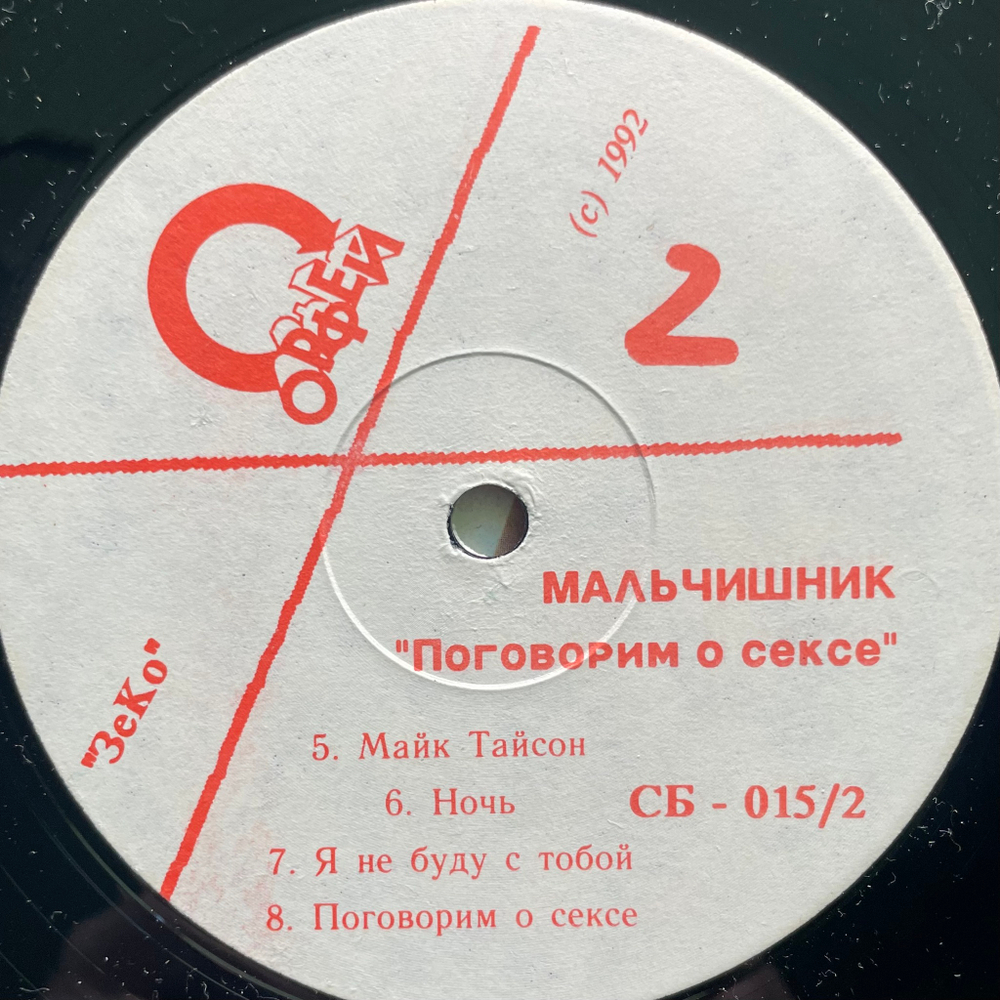 ОРФЕЙ
(c) 1992
2
МАЛЬЧИШНИК
"Поговорим о сексе"
"ЗеКо"
5. Майк Тайсон
6. Ночь
СБ - 015/2
7. Я не буду с тобой
8. Поговорим о сексе